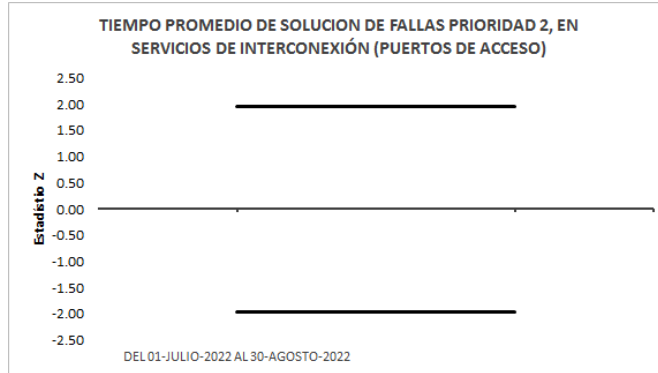 TIEMPO PROMEDIO DE SOLUCION DE FALLAS PRIORIDAD 2, EN
SERVICIOS DE INTERCONEXIÓN (PUERTOS DE ACCESO)
2.50
2.00
1.50
1.00
0.50
0.00
-0.50
-1.00
-1.50
-2.00
-2.50
Estadístio Z
DEL 01-JULIO-2022 AL 30-AGOSTO-2022